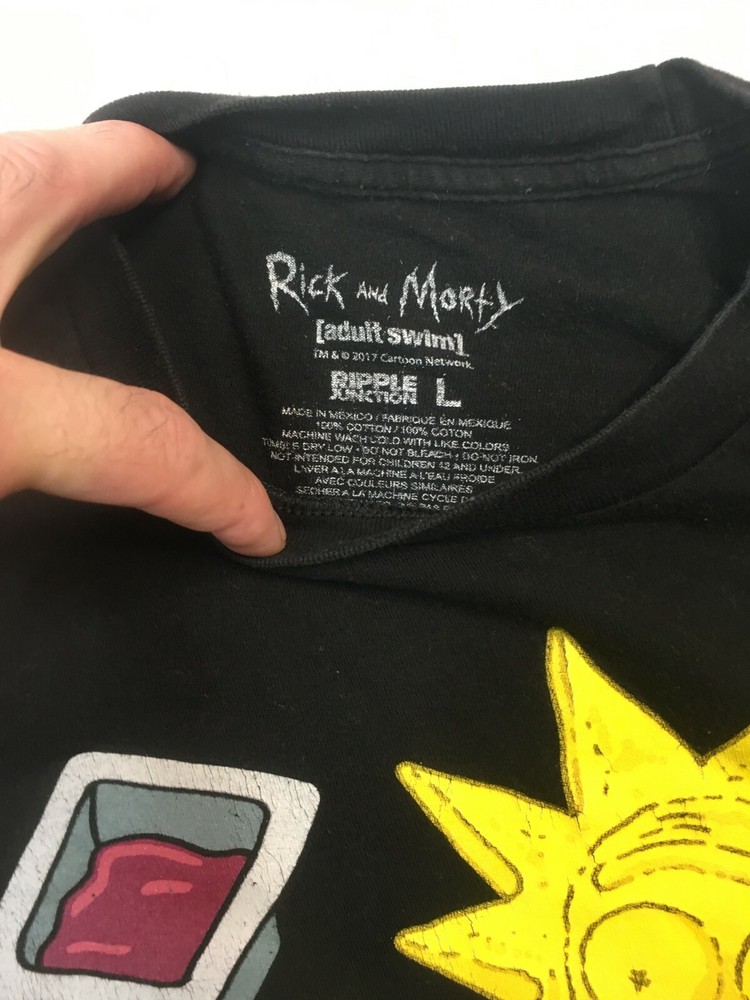 Rick And Morty
[adult swim]
TM & © 2017 Cartoon Network.
RIPPLE
JUNCTION
L
MADE IN MEXICO / FABRIQUE EN MEXIQUE
100% COTTON / 100% COTON
MACHINE WASH COLD WITH LIKE COLORS
TUMBLE DRY LOW • DO NOT BLEACH • DO NOT IRON
NOT INTENDED FOR CHILDREN 12 AND UNDER
LAVER A LA MACHINE A L'EAU FROIDE
AVEC COULEURS SIMILAIRES
SECHER A LA MACHINE CYCLE
PAS